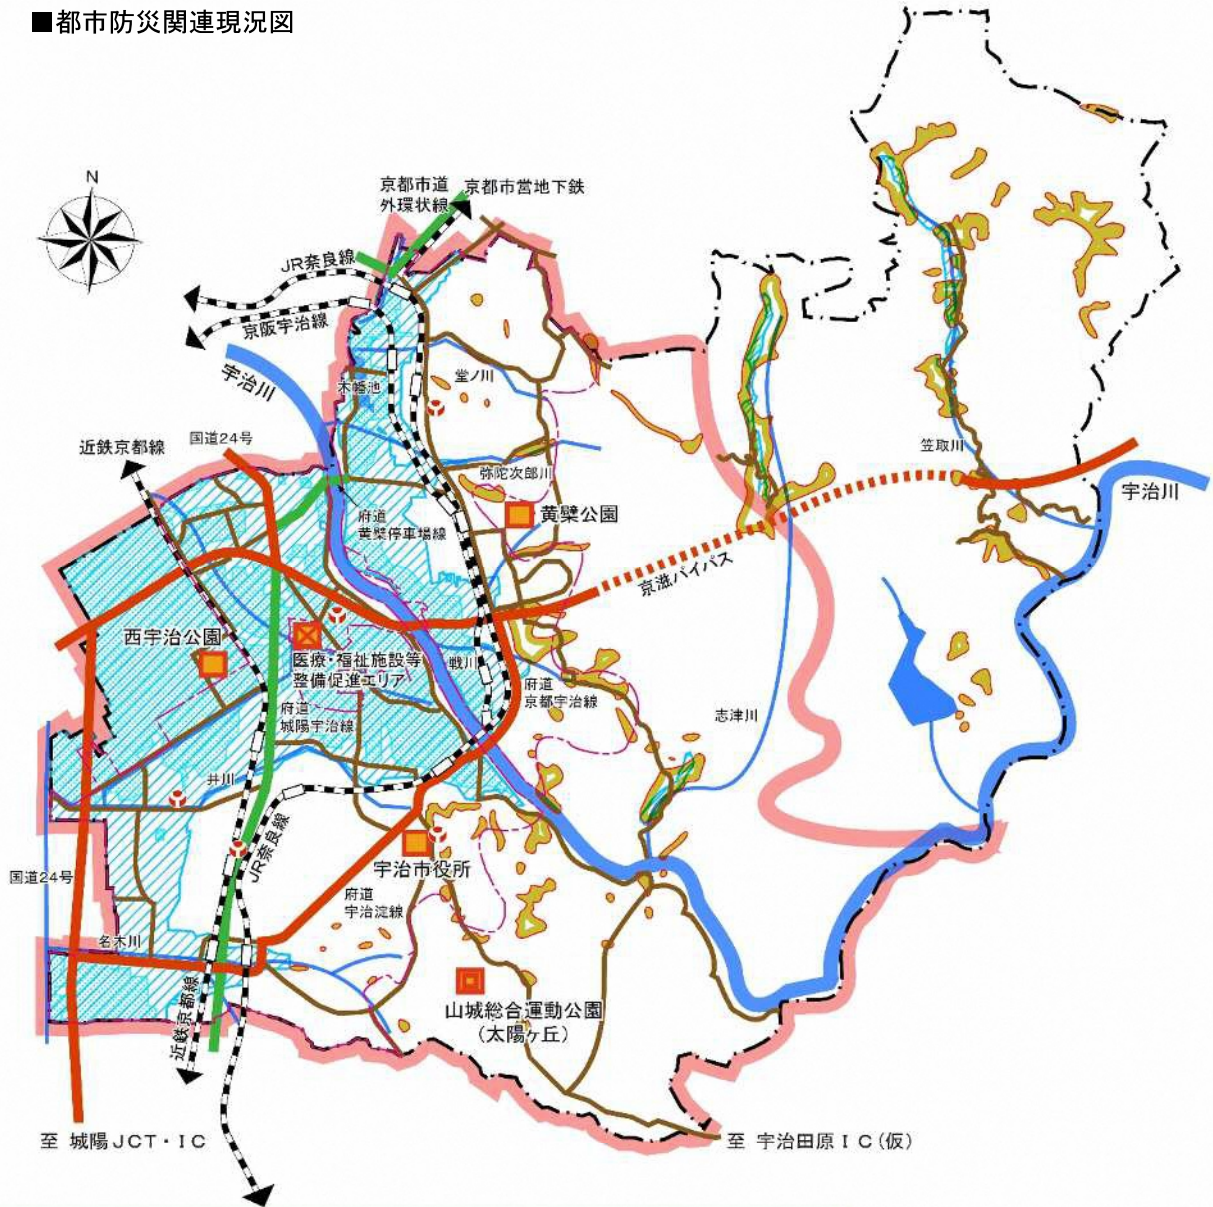 ■都市防災関連現況図
N
京都市道
外環状線
京都市営地下鉄
JR奈良線
京阪宇治線
宇治川
木幡池
堂ノ川
近鉄京都線
国道24号
弥陀次郎川
笠取川
宇治川
府道
黄檗停車場線
黄檗公園
京滋バイパス
西宇治公園
医療・福祉施設等
整備促進エリア
戦川
府道
京都宇治線
府道
城陽宇治線
志津川
井川
JR奈良線
宇治市役所
国道24号
府道
宇治淀線
名木川
近鉄京都線
山城総合運動公園
(太陽ヶ丘)
至 城陽JCT・IC
至 宇治田原IC(仮)